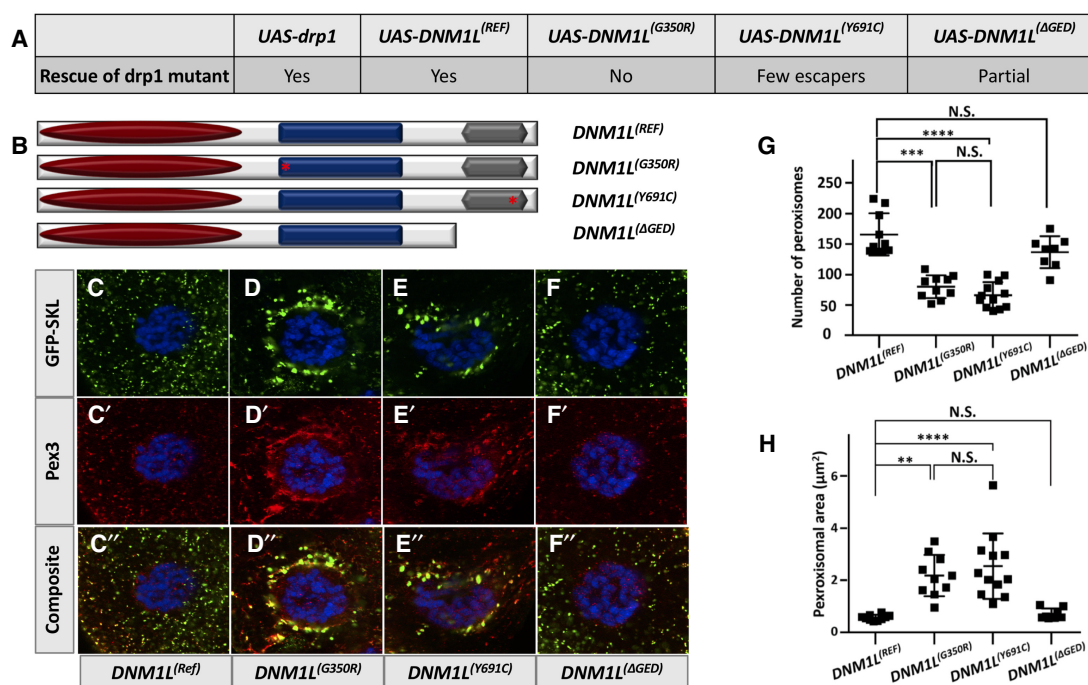 A
UAS-drp1 UAS-DNM1L(REF) UAS-DNM1L(G350R) UAS-DNM1L(Y691C) UAS-DNM1L(ΔGED)
Rescue of drp1 mutant Yes Yes No Few escapers Partial
B
DNM1L(REF)
* DNM1L(G350R)
* DNM1L(Y691C)
DNM1L(ΔGED)
GFP-SKL
C D E F
Pex3
C′ D′ E′ F′
Composite
C″ D″ E″ F″
DNM1L(Ref) DNM1L(G350R) DNM1L(Y691C) DNM1L(ΔGED)
G
N.S.
****
*** N.S.
Number of peroxisomes
250
200
150
100
50
0
DNM1L(REF) DNM1L(G350R) DNM1L(Y691C) DNM1L(ΔGED)
H
N.S.
****
** N.S.
Pexroxisomal area (µm²)
6
4
2
0
DNM1L(REF) DNM1L(G350R) DNM1L(Y691C) DNM1L(ΔGED)